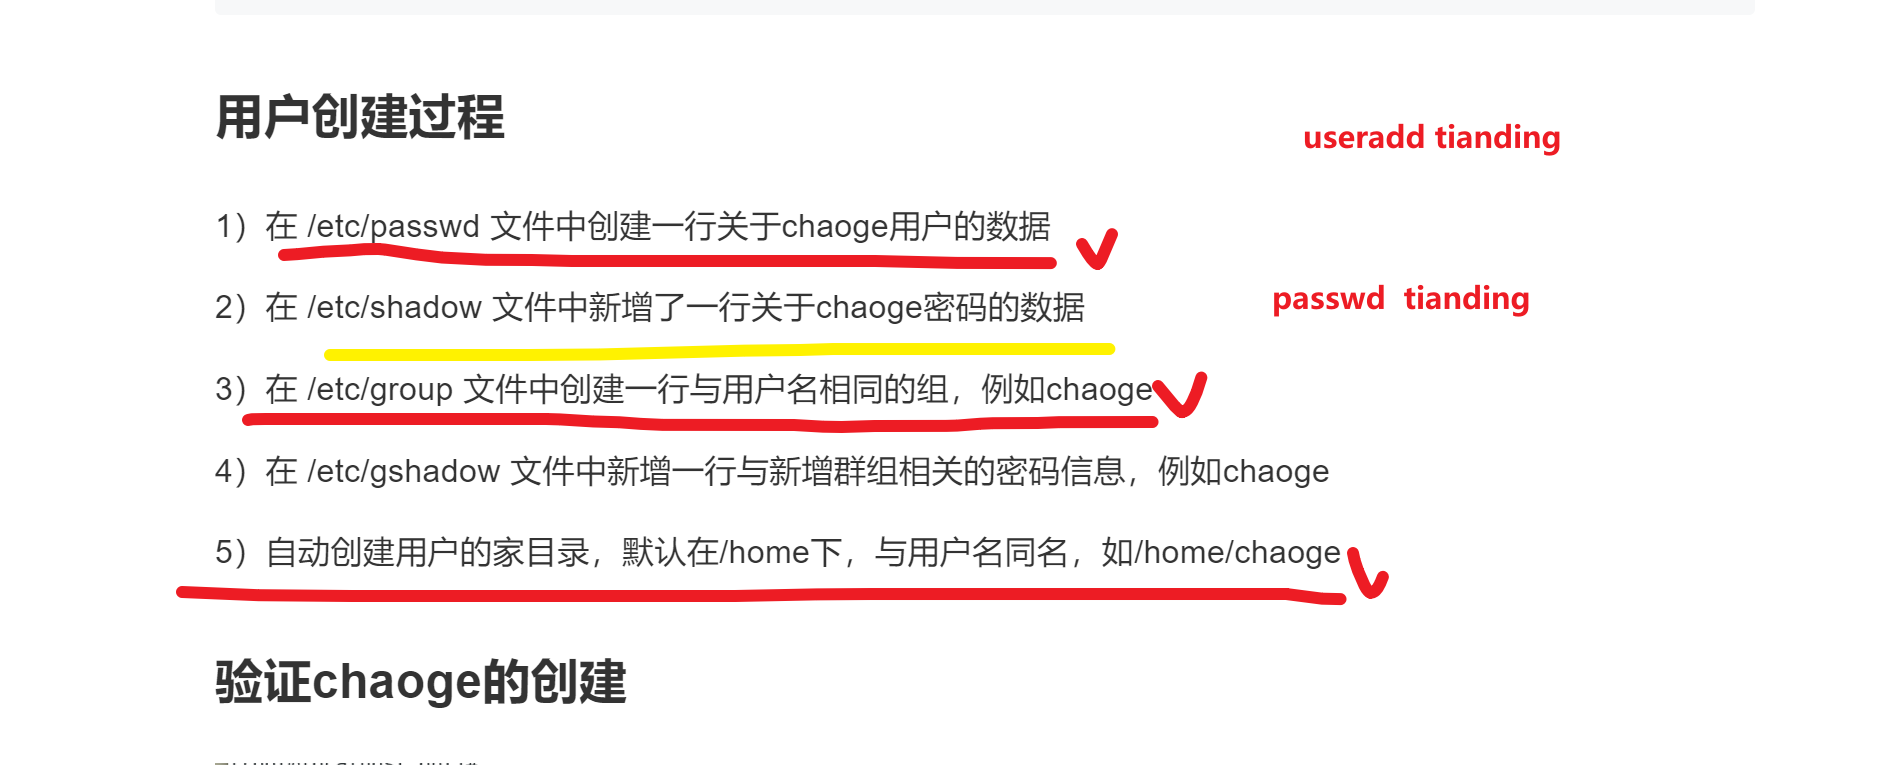 用户创建过程
useradd tianding
1）在 /etc/passwd 文件中创建一行关于chaoge用户的数据
2）在 /etc/shadow 文件中新增了一行关于chaoge密码的数据
passwd  tianding
3）在 /etc/group 文件中创建一行与用户名相同的组，例如chaoge
4）在 /etc/gshadow 文件中新增一行与新增群组相关的密码信息，例如chaoge
5）自动创建用户的家目录，默认在/home下，与用户名同名，如/home/chaoge
验证chaoge的创建